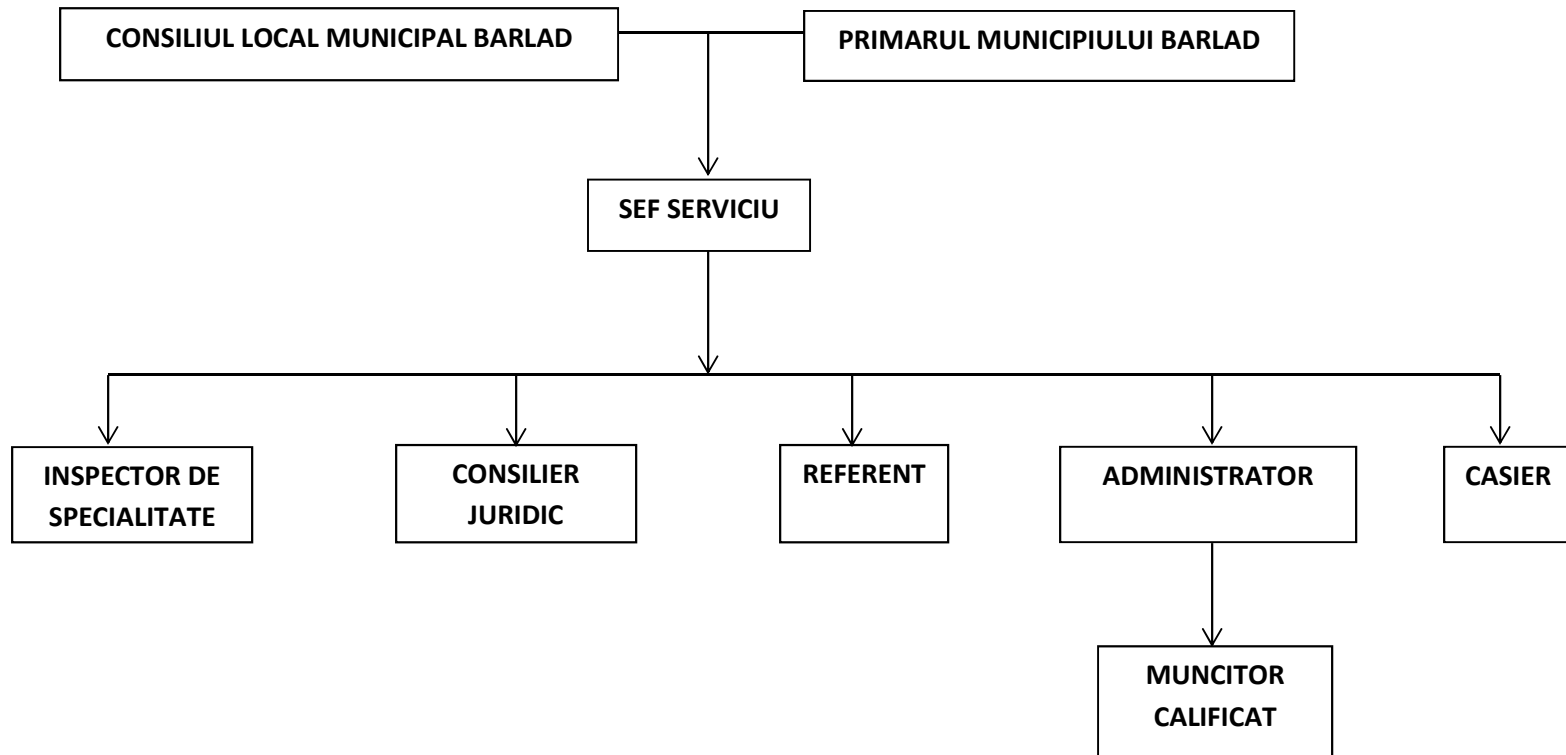 CONSILIUL LOCAL MUNICIPAL BARLAD
PRIMARUL MUNICIPIULUI BARLAD
SEF SERVICIU
INSPECTOR DE
SPECIALITATE
CONSILIER
JURIDIC
REFERENT
ADMINISTRATOR
CASIER
MUNCITOR
CALIFICAT